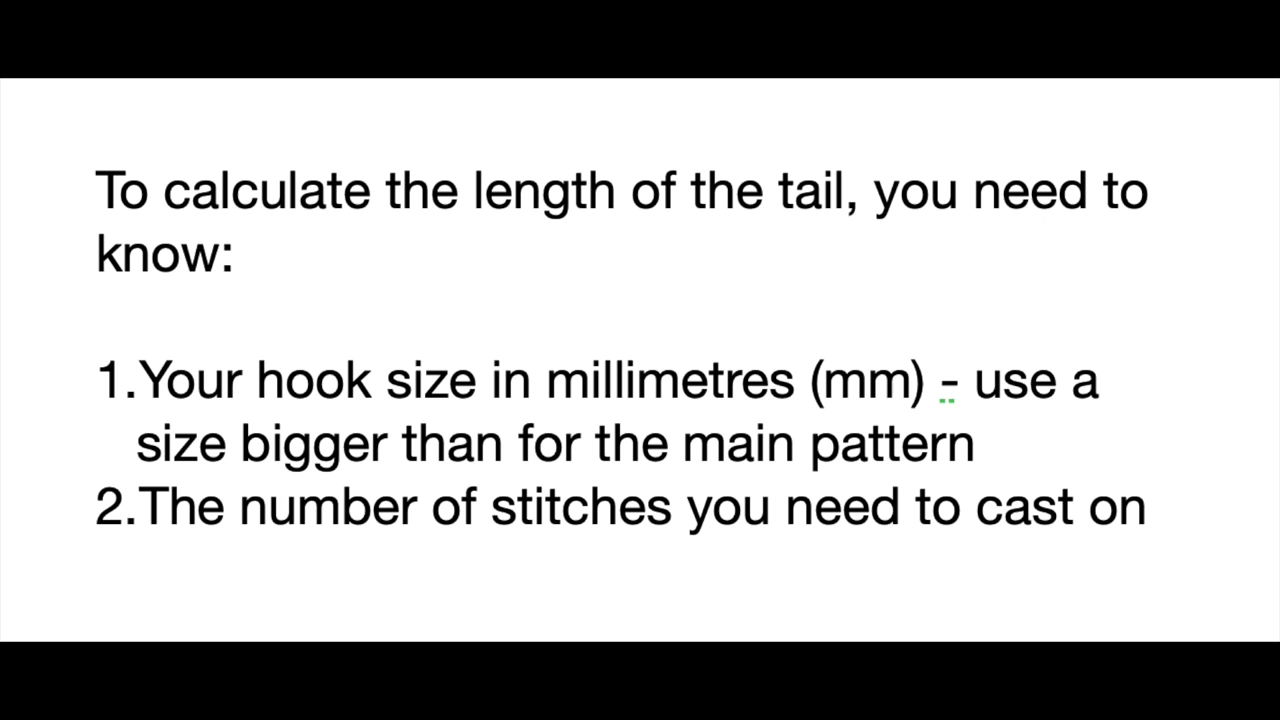 To calculate the length of the tail, you need to
know:
1.Your hook size in millimetres (mm) - use a
size bigger than for the main pattern
2.The number of stitches you need to cast on